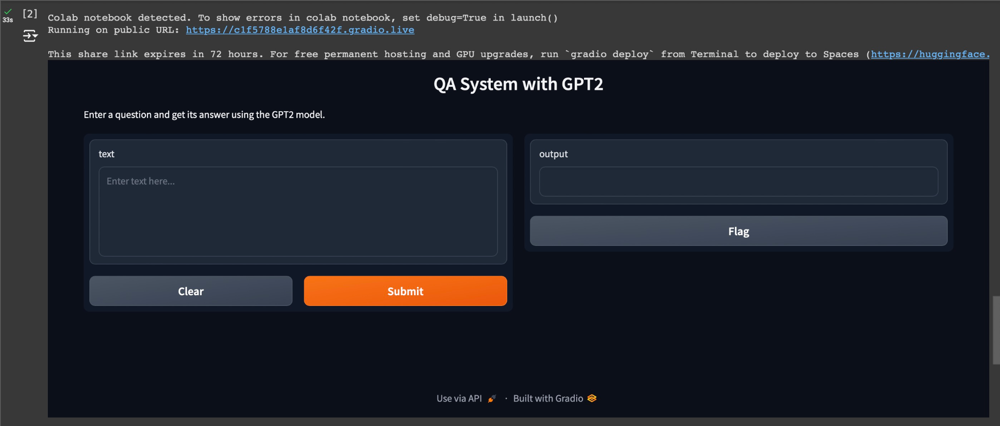 [2]
33s
Colab notebook detected. To show errors in colab notebook, set debug=True in launch()
Running on public URL: https://c1f5788e1af8d6f42f.gradio.live
This share link expires in 72 hours. For free permanent hosting and GPU upgrades, run `gradio deploy` from Terminal to deploy to Spaces (https://huggingface.
QA System with GPT2
Enter a question and get its answer using the GPT2 model.
text
Enter text here...
Clear
Submit
output
Flag
Use via API · Built with Gradio